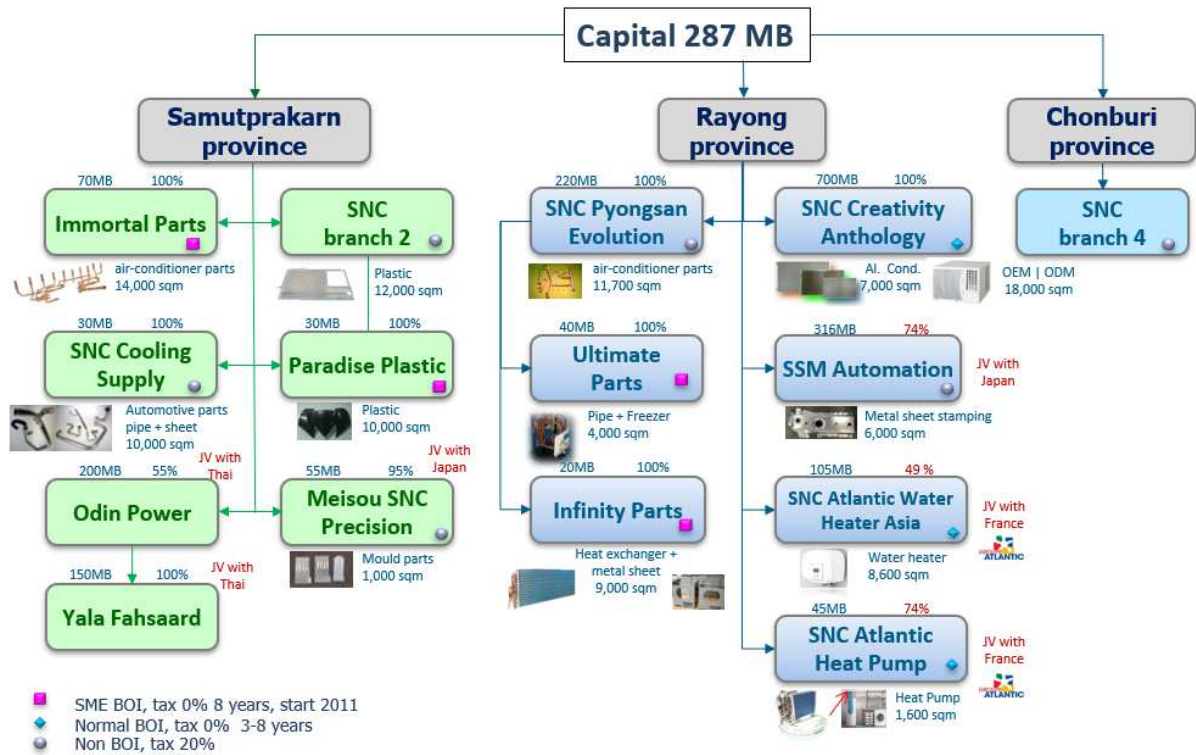 Capital 287 MB
Samutprakarn
province
70MB 100%
Immortal Parts
air-conditioner parts
14,000 sqm
SNC
branch 2
Plastic
12,000 sqm
30MB 100%
SNC Cooling
Supply
Automotive parts
pipe + sheet
10,000 sqm
30MB 100%
Paradise Plastic
Plastic
10,000 sqm
JV with
Thai
200MB 55%
Odin Power
JV with
Japan
55MB 95%
Meisou SNC
Precision
Mould parts
1,000 sqm
JV with
Thai
150MB 100%
Yala Fahsaard
Rayong
province
220MB 100%
SNC Pyongsan
Evolution
air-conditioner parts
11,700 sqm
700MB 100%
SNC Creativity
Anthology
Al. Cond.
7,000 sqm
OEM | ODM
18,000 sqm
40MB 100%
Ultimate
Parts
Pipe + Freezer
4,000 sqm
316MB 74%
SSM Automation
JV with
Japan
Metal sheet stamping
6,000 sqm
20MB 100%
Infinity Parts
Heat exchanger +
metal sheet
9,000 sqm
105MB 49 %
SNC Atlantic Water
Heater Asia
JV with
France
ATLANTIC
Water heater
8,600 sqm
45MB 74%
SNC Atlantic
Heat Pump
JV with
France
ATLANTIC
Heat Pump
1,600 sqm
Chonburi
province
SNC
branch 4
SME BOI, tax 0% 8 years, start 2011
Normal BOI, tax 0% 3-8 years
Non BOI, tax 20%